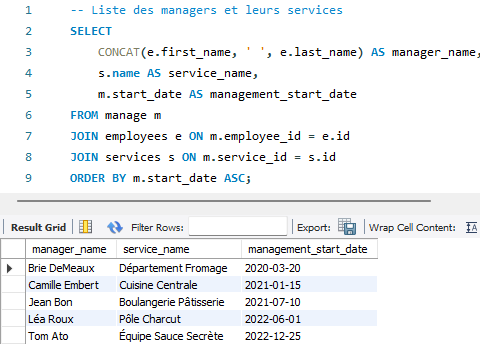 1 -- Liste des managers et leurs services
2 SELECT
3 CONCAT(e.first_name, ' ', e.last_name) AS manager_name,
4 s.name AS service_name,
5 m.start_date AS management_start_date
6 FROM manage m
7 JOIN employees e ON m.employee_id = e.id
8 JOIN services s ON m.service_id = s.id
9 ORDER BY m.start_date ASC;
Result Grid Filter Rows: Export: Wrap Cell Content: IA
manager_name service_name management_start_date
Brie DeMeaux Département Fromage 2020-03-20
Camille Embert Cuisine Centrale 2021-01-15
Jean Bon Boulangerie Pâtisserie 2021-07-10
Léa Roux Pôle Charcut 2022-06-01
Tom Ato Équipe Sauce Secrète 2022-12-25